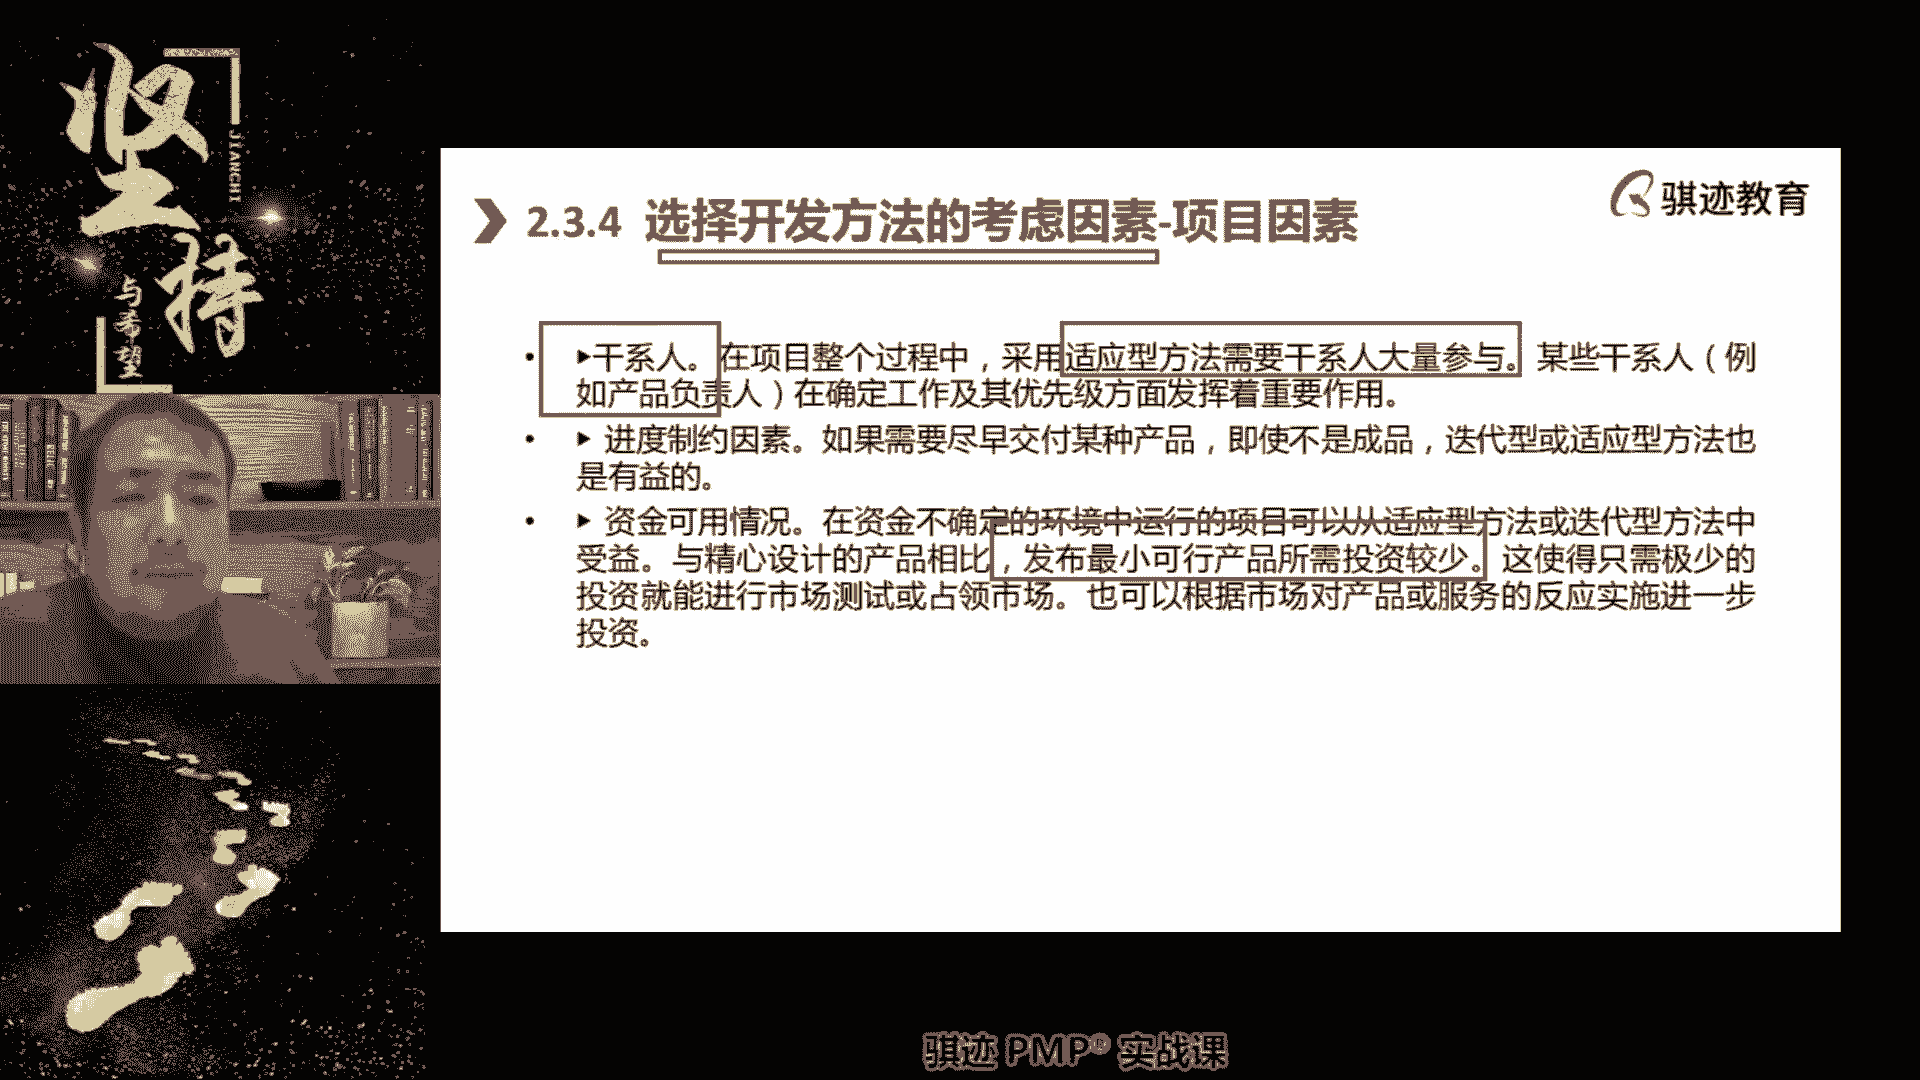 坚持
JIANCHI
与希望
骐迹教育
2.3.4 选择开发方法的考虑因素-项目因素
• ▶干系人。在项目整个过程中，采用适应型方法需要干系人大量参与。某些干系人（例
如产品负责人）在确定工作及其优先级方面发挥着重要作用。
• ▶ 进度制约因素。如果需要尽早交付某种产品，即使不是成品，迭代型或适应型方法也
是有益的。
• ▶ 资金可用情况。在资金不确定的环境中运行的项目可以从适应型方法或迭代型方法中
受益。与精心设计的产品相比，发布最小可行产品所需投资较少。这使得只需极少的
投资就能进行市场测试或占领市场。也可以根据市场对产品或服务的反应实施进一步
投资。
骐迹 PMP® 实战课